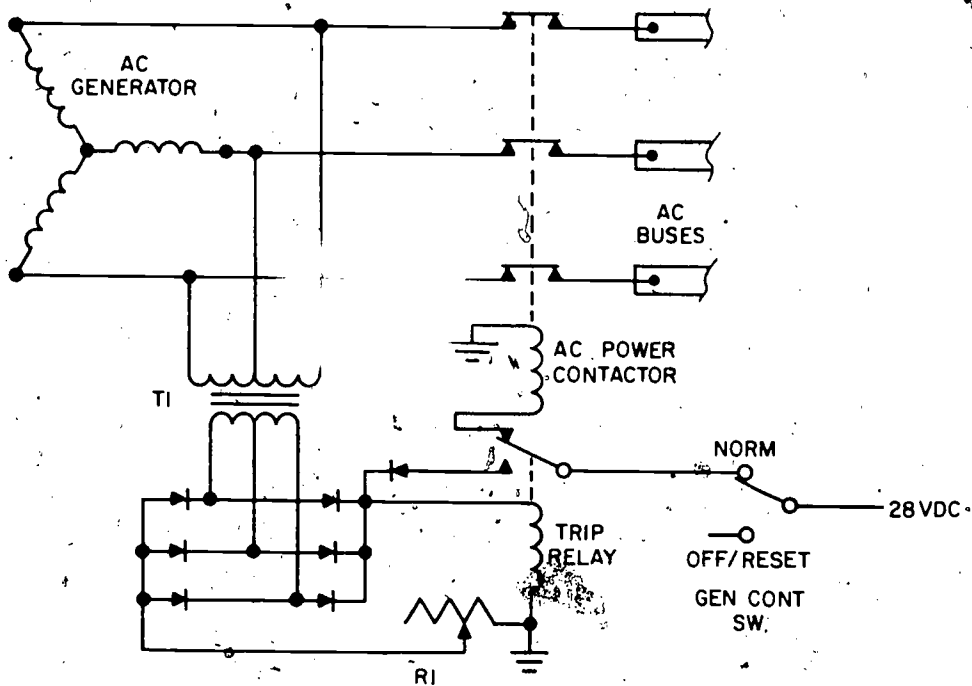 AC
GENERATOR
AC
BUSES
AC POWER
CONTACTOR
T1
NORM
28 VDC
TRIP
RELAY
OFF/RESET
GEN CONT
SW.
R1